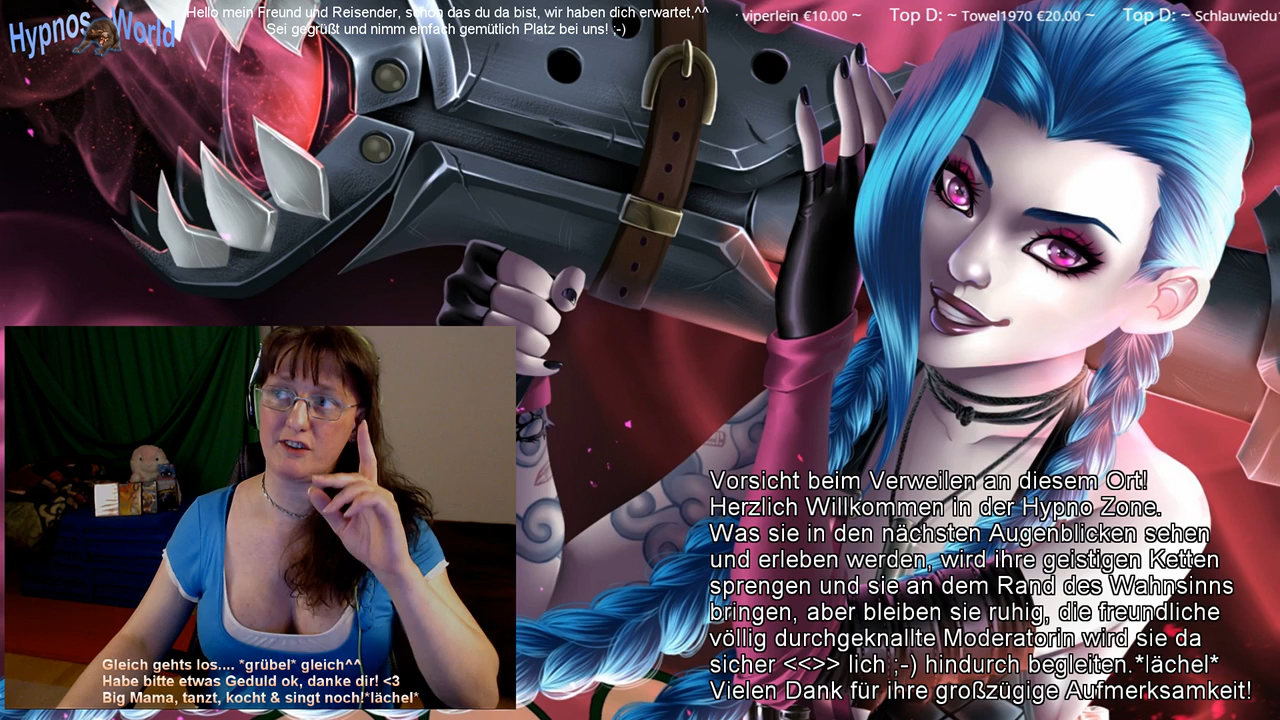 Hypnos World
Hello mein Freund und Reisender, schön das du da bist, wir haben dich erwartet,^^
Sei gegrüßt und nimm einfach gemütlich Platz bei uns! ;-)
viperlein €10.00 ~ Top D: ~ Towel1970 €20.00 ~ Top D: ~ Schlauwiedu
Vorsicht beim Verweilen an diesem Ort!
Herzlich Willkommen in der Hypno Zone.
Was sie in den nächsten Augenblicken sehen
und erleben werden, wird ihre geistigen Ketten
sprengen und sie an dem Rand des Wahnsinns
bringen, aber bleiben sie ruhig, die freundliche
völlig durchgeknallte Moderatorin wird sie da
sicher <<>> lich ;-) hindurch begleiten.*lächel*
Vielen Dank für ihre großzügige Aufmerksamkeit!
Gleich gehts los.... *grübel* gleich^^
Habe bitte etwas Geduld ok, danke dir! <3
Big Mama, tanzt, kocht & singt noch!*lächel*